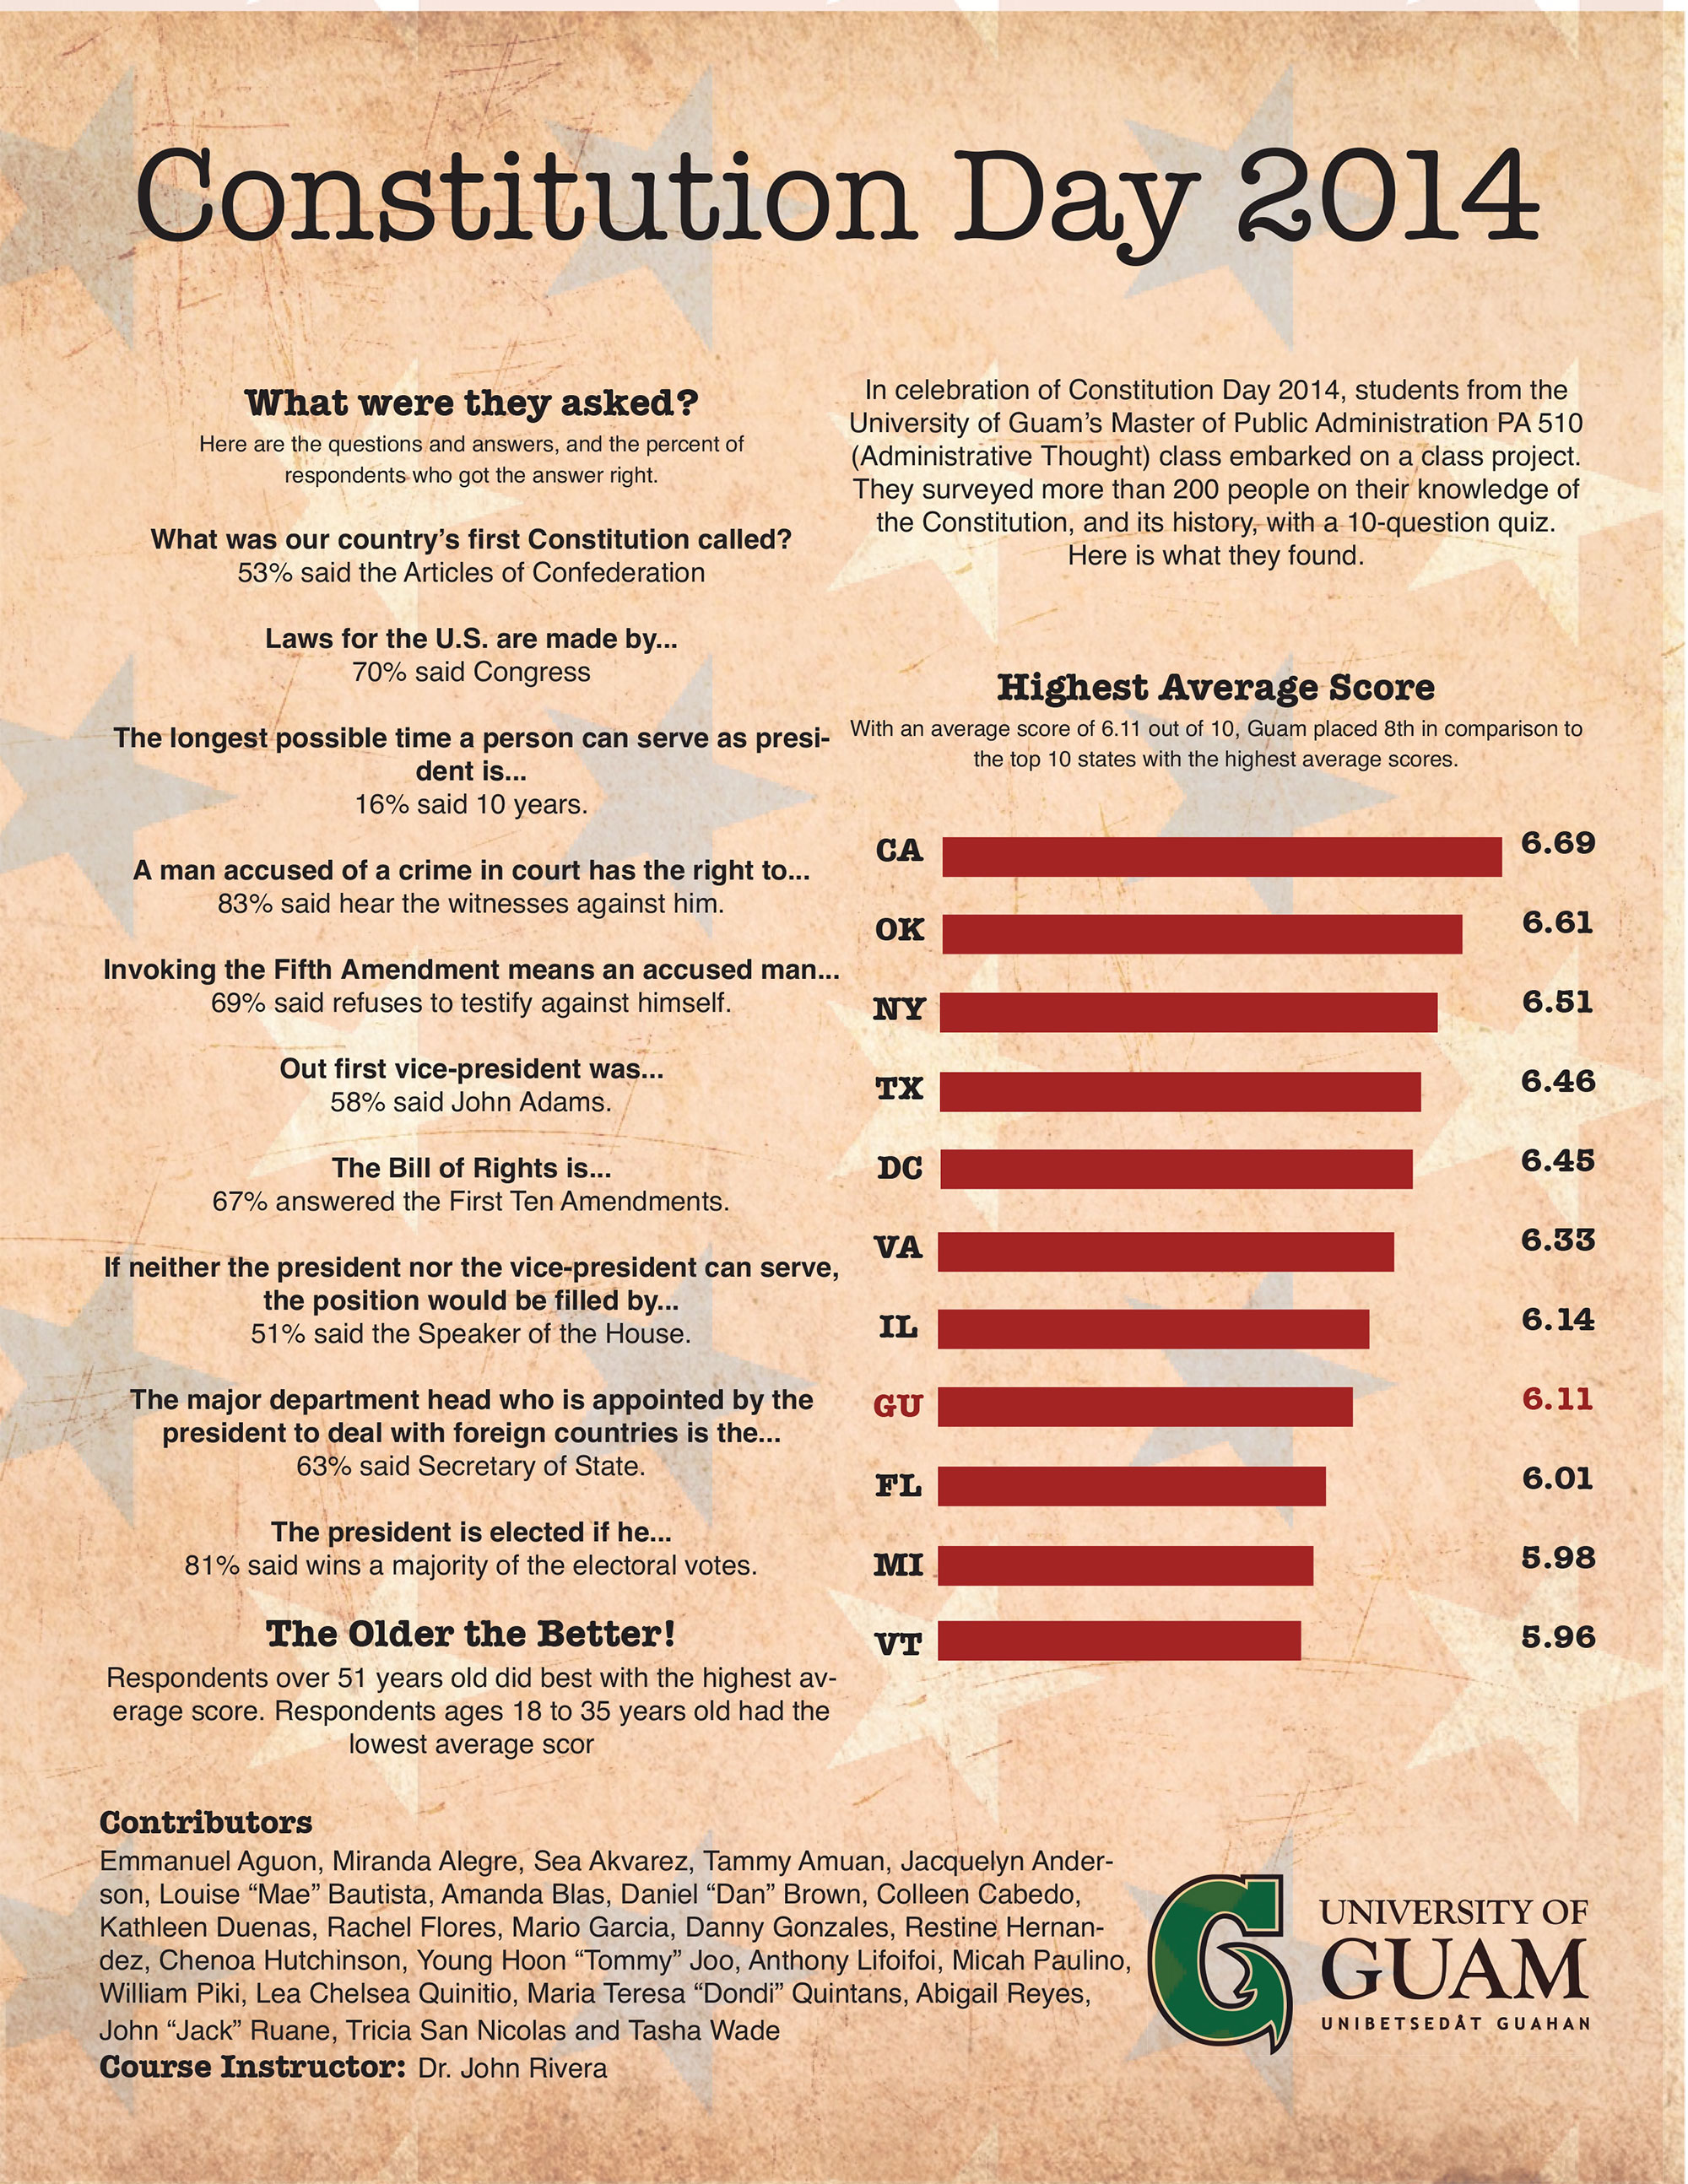 Constitution Day 2014
What were they asked?
Here are the questions and answers, and the percent of
respondents who got the answer right.
What was our country's first Constitution called?
53% said the Articles of Confederation
Laws for the U.S. are made by...
70% said Congress
The longest possible time a person can serve as presi-
dent is...
16% said 10 years.
A man accused of a crime in court has the right to...
83% said hear the witnesses against him.
Invoking the Fifth Amendment means an accused man...
69% said refuses to testify against himself.
Out first vice-president was...
58% said John Adams.
The Bill of Rights is...
67% answered the First Ten Amendments.
If neither the president nor the vice-president can serve,
the position would be filled by...
51% said the Speaker of the House.
The major department head who is appointed by the
president to deal with foreign countries is the...
63% said Secretary of State.
The president is elected if he...
81% said wins a majority of the electoral votes.
The Older the Better!
Respondents over 51 years old did best with the highest av-
erage score. Respondents ages 18 to 35 years old had the
lowest average scor
In celebration of Constitution Day 2014, students from the
University of Guam's Master of Public Administration PA 510
(Administrative Thought) class embarked on a class project.
They surveyed more than 200 people on their knowledge of
the Constitution, and its history, with a 10-question quiz.
Here is what they found.
Highest Average Score
With an average score of 6.11 out of 10, Guam placed 8th in comparison to
the top 10 states with the highest average scores.
CA 6.69
OK 6.61
NY 6.51
TX 6.46
DC 6.45
VA 6.33
IL 6.14
GU 6.11
FL 6.01
MI 5.98
VT 5.96
Contributors
Emmanuel Aguon, Miranda Alegre, Sea Akvarez, Tammy Amuan, Jacquelyn Ander-
son, Louise “Mae” Bautista, Amanda Blas, Daniel “Dan” Brown, Colleen Cabedo,
Kathleen Duenas, Rachel Flores, Mario Garcia, Danny Gonzales, Restine Hernan-
dez, Chenoa Hutchinson, Young Hoon “Tommy” Joo, Anthony Lifoifoi, Micah Paulino,
William Piki, Lea Chelsea Quinitio, Maria Teresa “Dondi” Quintans, Abigail Reyes,
John “Jack” Ruane, Tricia San Nicolas and Tasha Wade
Course Instructor: Dr. John Rivera
G
UNIVERSITY OF
GUAM
UNIBETSEDÅT GUAHAN